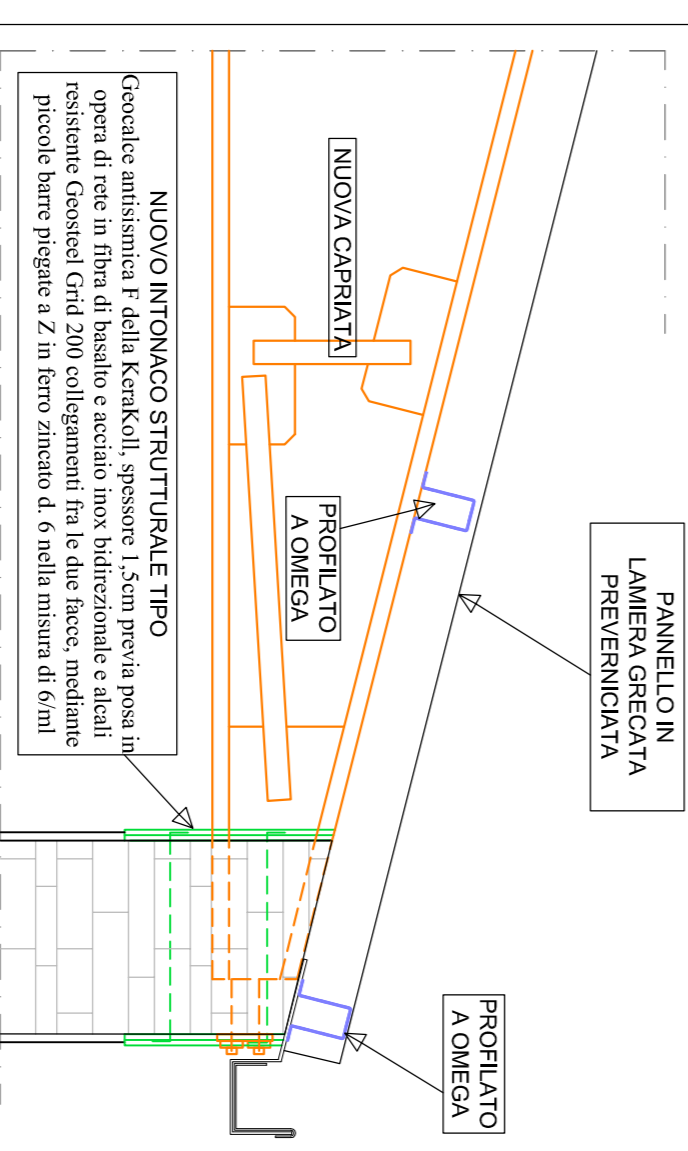 PANNELLO IN
LAMIERA GRECATA
PREVERNICIATA
PROFILATO
A OMEGA
NUOVA CAPRIATA
PROFILATO
A OMEGA
NUOVO INTONACO STRUTTURALE TIPO
Geocalce antisismica F della KeraKoll, spessore 1,5cm previa posa in
opera di rete in fibra di basalto e acciaio inox bidirezionale e alcali
resistente Geosteel Grid 200 collegamenti fra le due facce, mediante
piccole barre piegate a Z in ferro zincato d. 6 nella misura di 6/ml